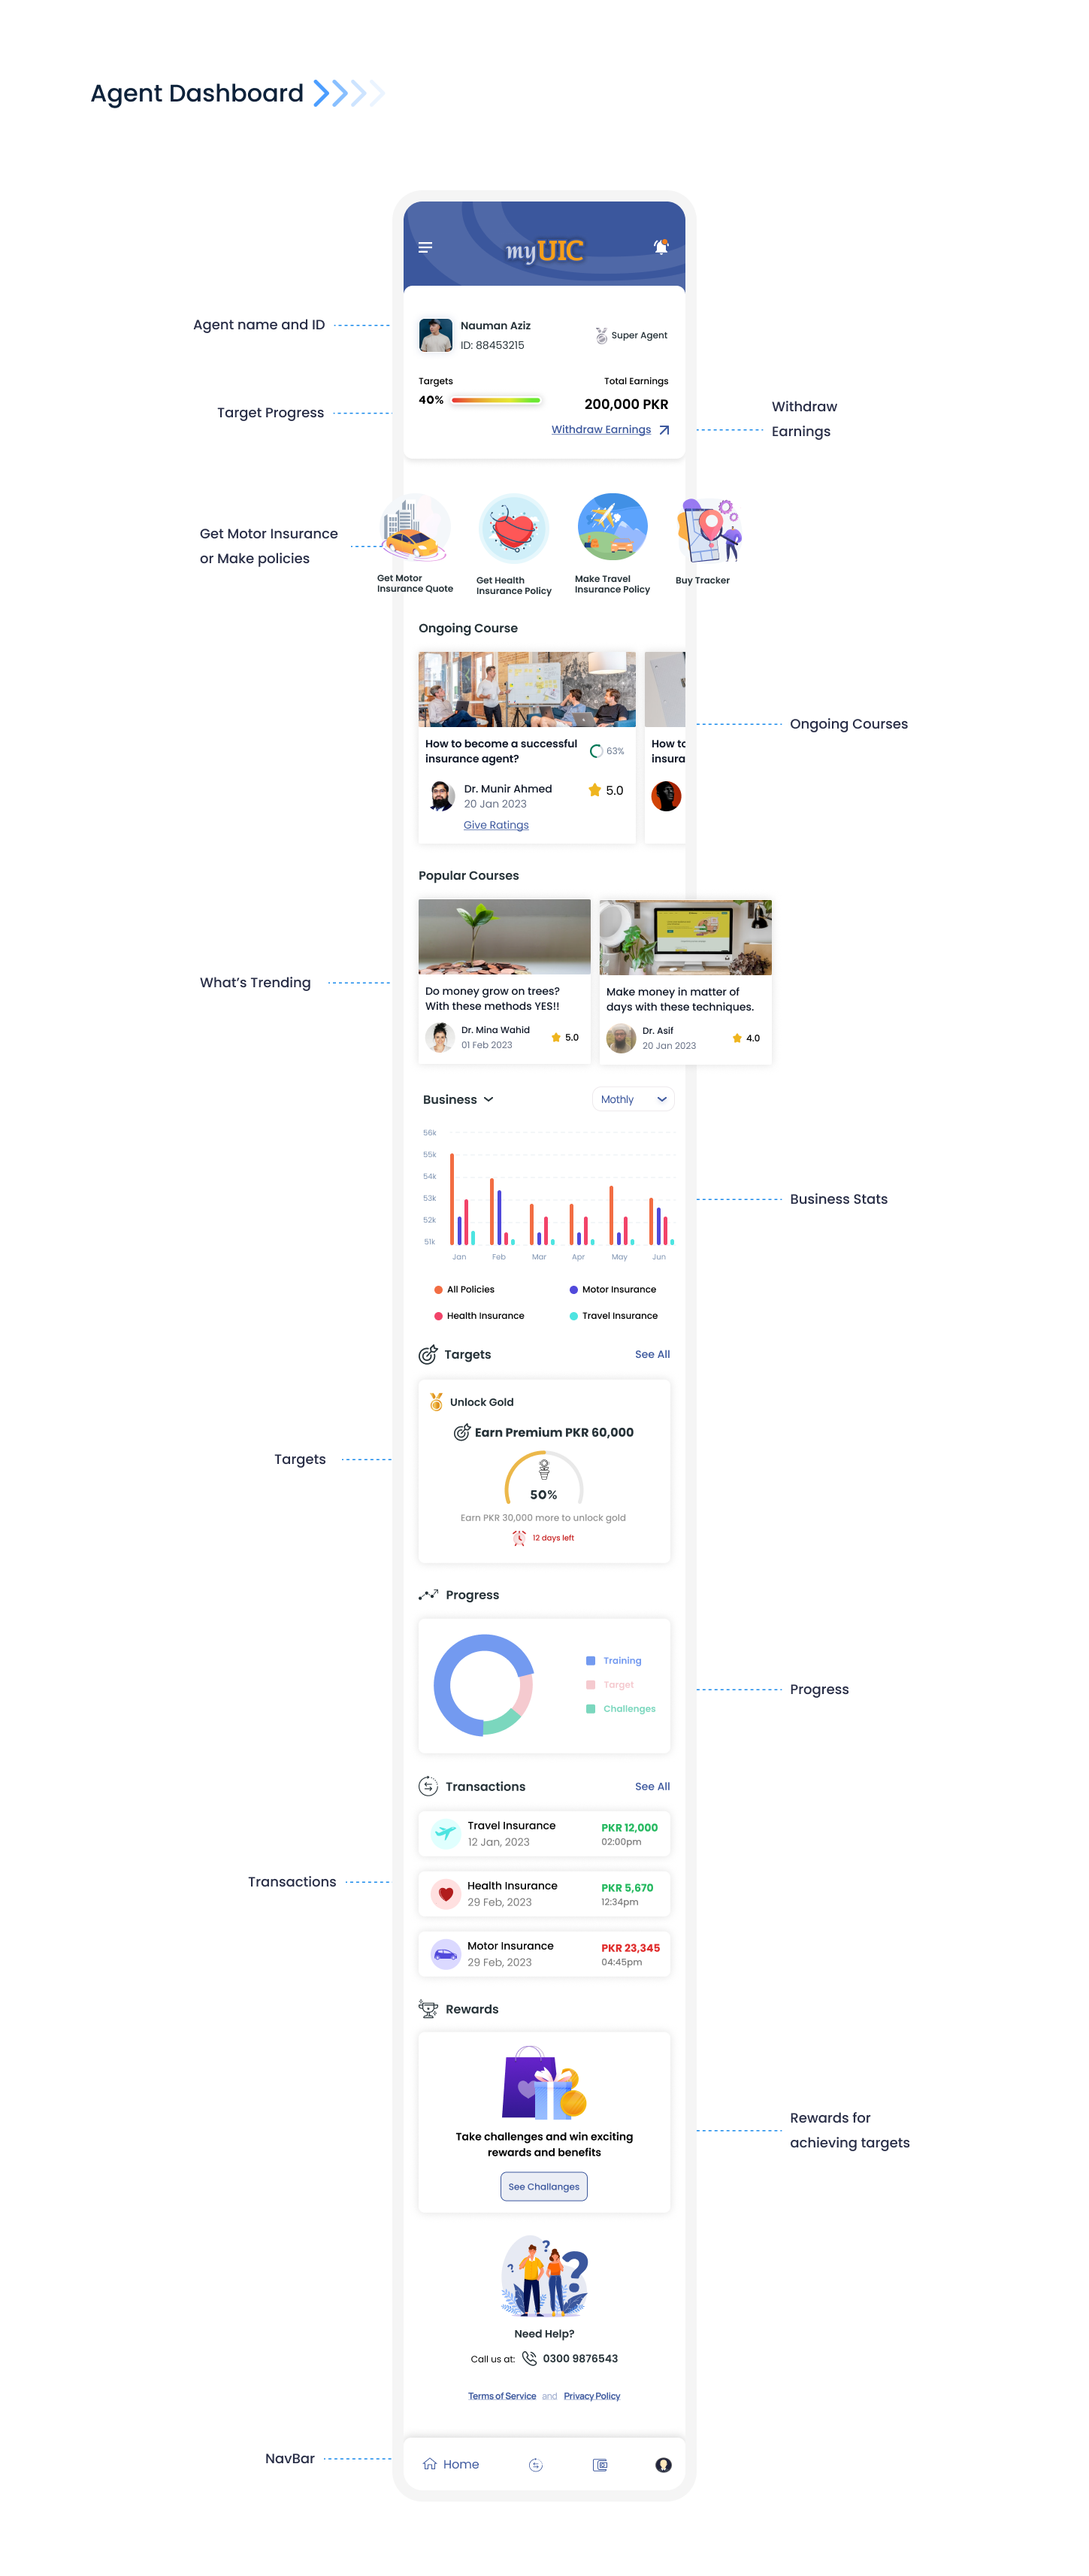 Agent Dashboard
myUIC
Agent name and ID
Nauman Aziz
ID: 88453215
Super Agent
Target Progress
Targets
40%
Total Earnings
200,000 PKR
Withdraw Earnings
Withdraw
Earnings
Get Motor Insurance
or Make policies
Get Motor
Insurance Quote
Get Health
Insurance Policy
Make Travel
Insurance Policy
Buy Tracker
Ongoing Course
How to become a successful
insurance agent?
63%
Dr. Munir Ahmed
20 Jan 2023
5.0
Give Ratings
How to
insura
Ongoing Courses
Popular Courses
What's Trending
Do money grow on trees?
With these methods YES!!
Dr. Mina Wahid
01 Feb 2023
5.0
Make money in matter of
days with these techniques.
Dr. Asif
20 Jan 2023
4.0
Business
Mothly
56k
55k
54k
53k
52k
51k
Jan Feb Mar Apr May Jun
Business Stats
All Policies
Motor Insurance
Health Insurance
Travel Insurance
Targets
See All
Targets
Unlock Gold
Earn Premium PKR 60,000
50%
Earn PKR 30,000 more to unlock gold
12 days left
Progress
Training
Target
Challenges
Progress
Transactions
See All
Transactions
Travel Insurance
12 Jan, 2023
PKR 12,000
02:00pm
Health Insurance
29 Feb, 2023
PKR 5,670
12:34pm
Motor Insurance
29 Feb, 2023
PKR 23,345
04:45pm
Rewards
Take challenges and win exciting
rewards and benefits
See Challanges
Rewards for
achieving targets
Need Help?
Call us at: 0300 9876543
Terms of Service and Privacy Policy
NavBar
Home